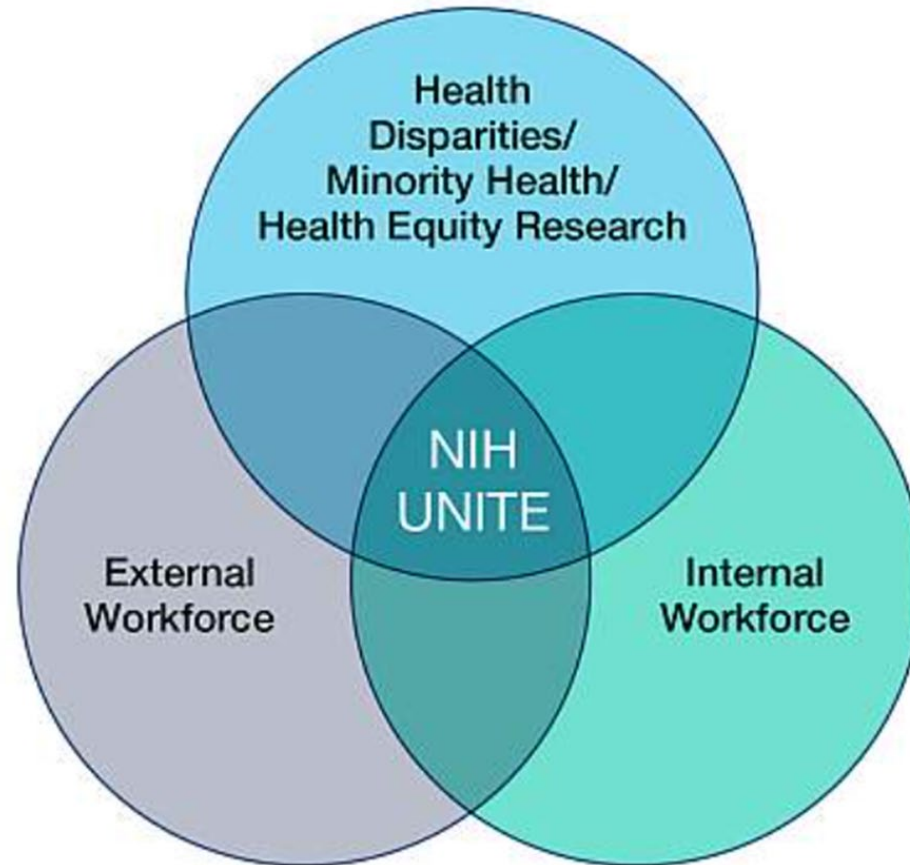 Health
Disparities/
Minority Health/
Health Equity Research
NIH
UNITE
External
Workforce
Internal
Workforce